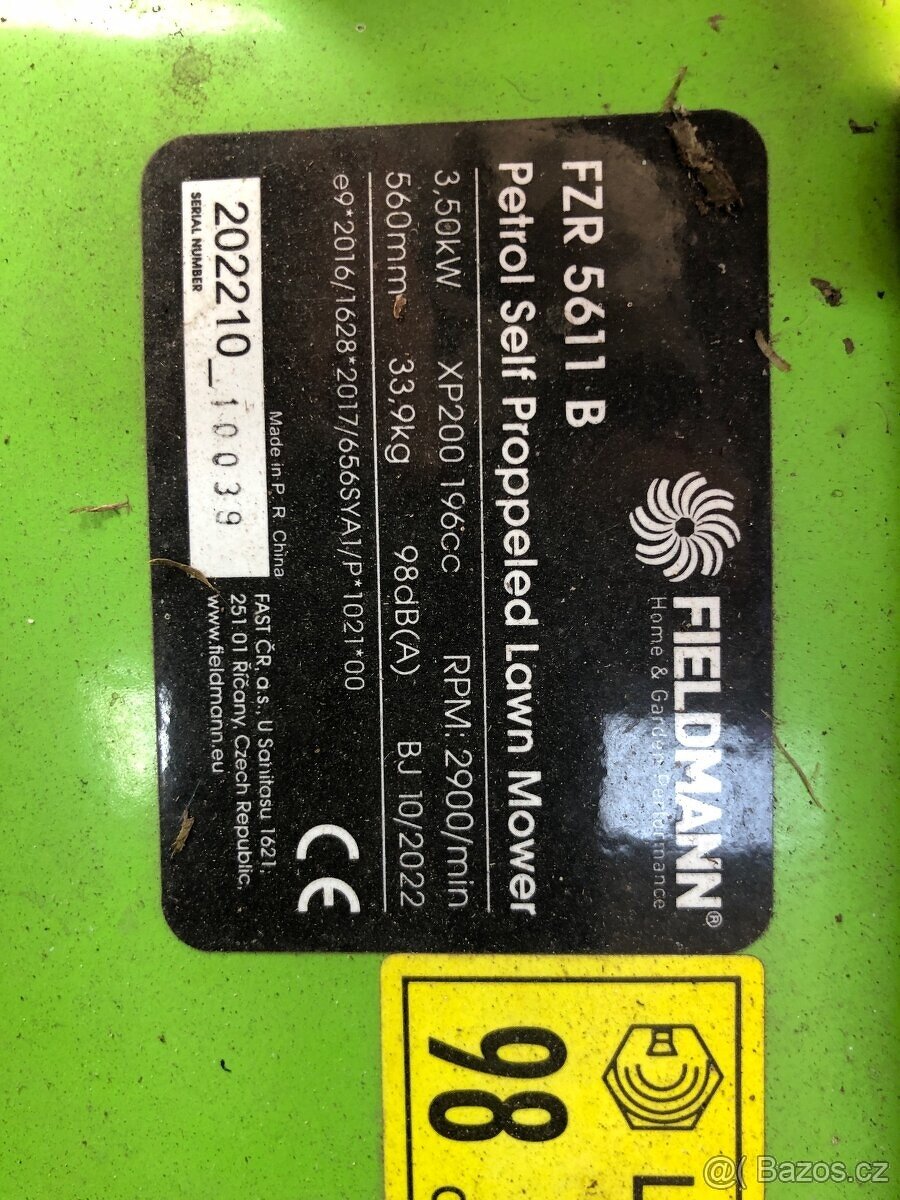 FIELDMANN®
Home & Garden Performance
FZR 5611 B
Petrol Self Proppeled Lawn Mower
3,50kW XP200 196cc RPM: 2900/min
560mm 33,9kg 98dB(A) BJ 10/2022
e9*2016/1628*2017/656SYA1/P*1021*00
CE
Made in P. R. China
202210_10039
SERIAL NUMBER
FAST ČR, a.s., U Sanitasu 1621,
251 01 Říčany, Czech Republic,
www.fieldmann.eu
L
98
@( Bazos.cz